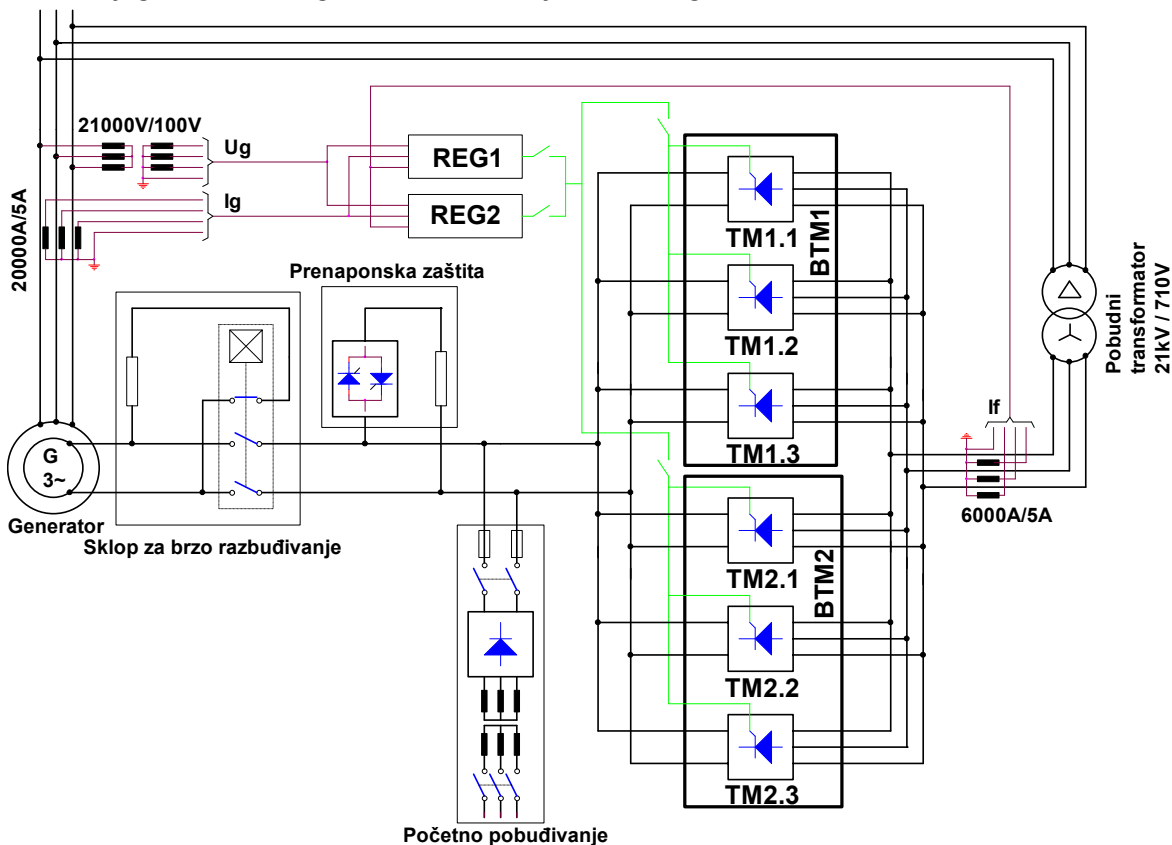 21000V/100V
Ug
Ig
20000A/5A
REG1
REG2
Prenaponska zaštita
TM1.1
TM1.2
TM1.3
BTM1
TM2.1
TM2.2
TM2.3
BTM2
Pobudni
transformator
21kV / 710V
If
6000A/5A
G
3~
Generator
Sklop za brzo razbuđivanje
Početno pobuđivanje